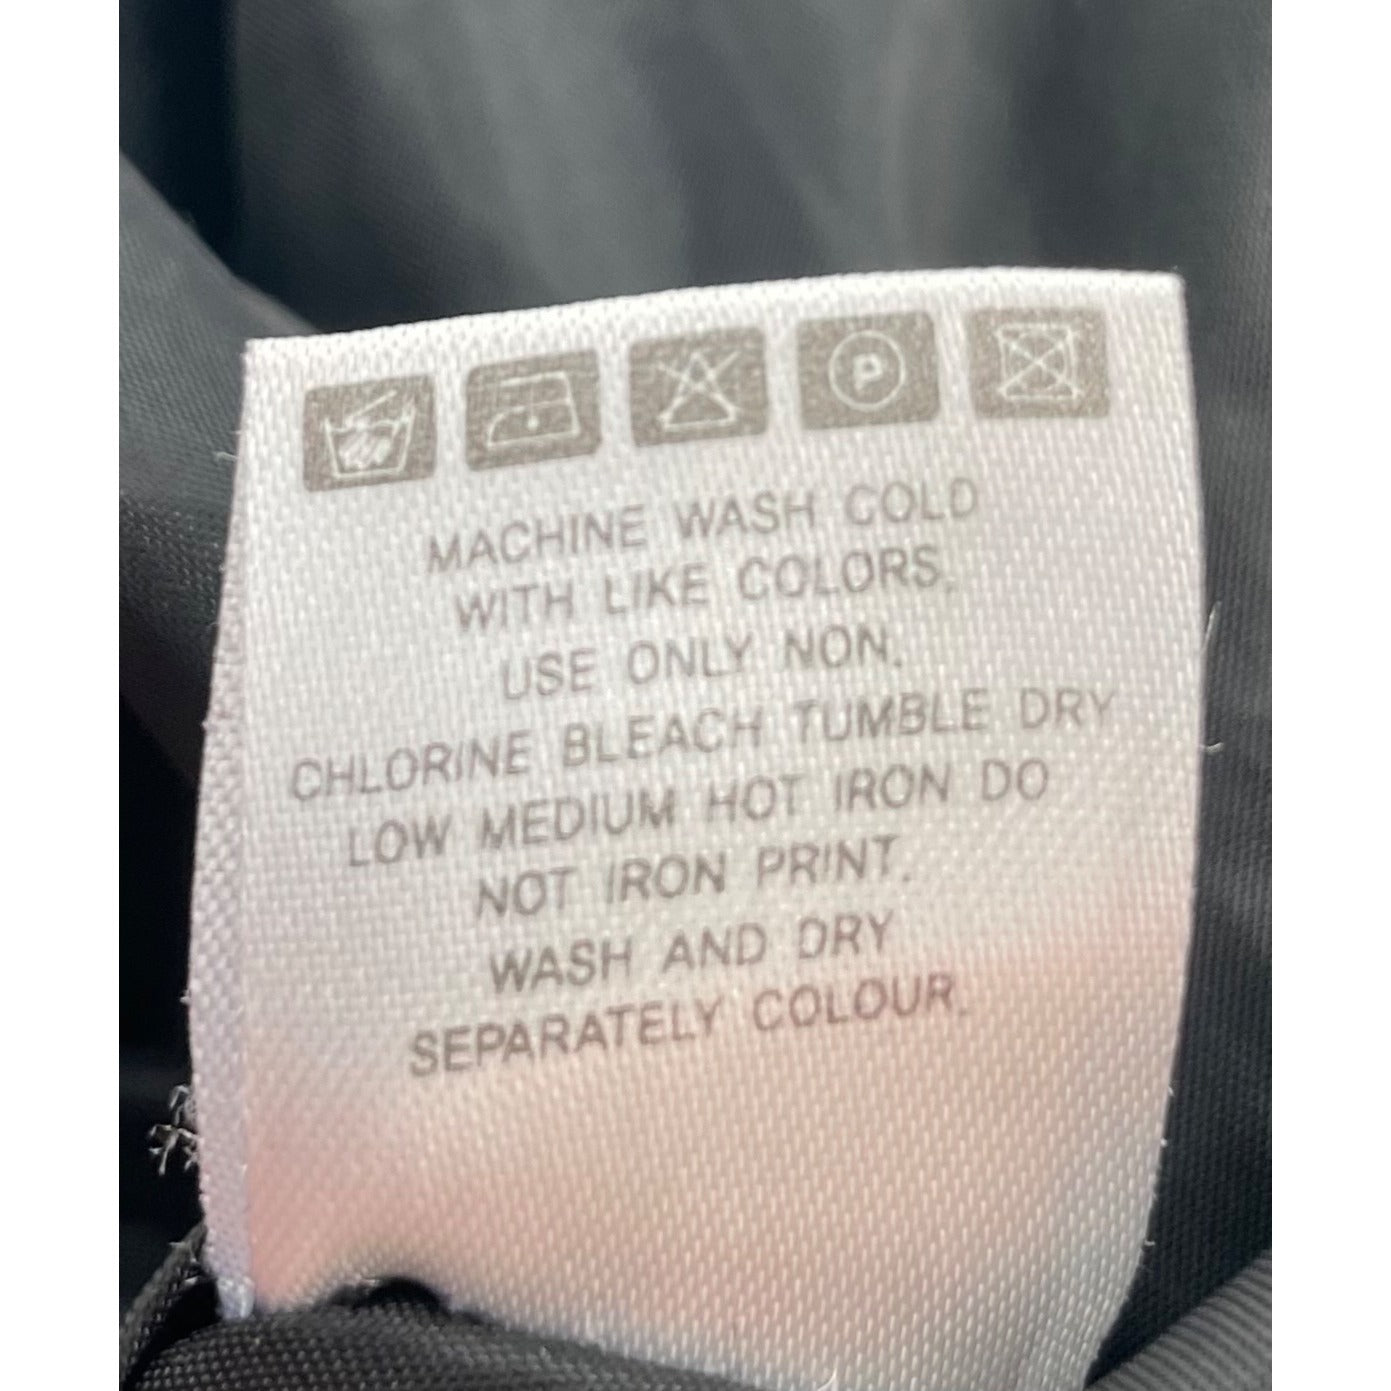 P
MACHINE WASH COLD
WITH LIKE COLORS.
USE ONLY NON.
CHLORINE BLEACH TUMBLE DRY
LOW MEDIUM HOT IRON DO
NOT IRON PRINT.
WASH AND DRY
SEPARATELY COLOUR.